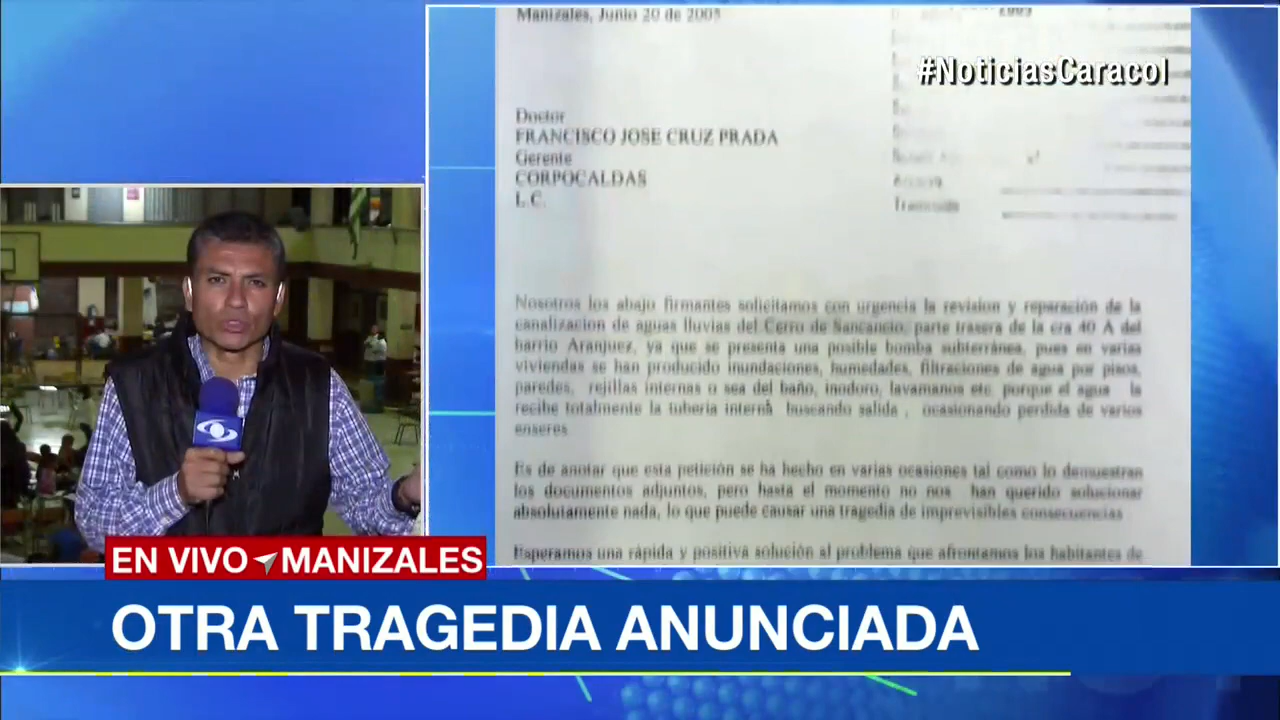 Manizales, Junio 20 de 2005
2005
#NoticiasCaracol
Doctor
FRANCISCO JOSE CRUZ PRADA
Gerente
CORPOCALDAS
L.C.
Nosotros los abajo firmantes solicitamos con urgencia la revision y reparación de la
canalizacion de aguas lluvias del Cerro de Sancancio, parte trasera de la cra 40 A del
barrio Aranjuez, ya que se presenta una posible bomba subterránea, pues en varias
viviendas se han producido inundaciones, humedades, filtraciones de agua por pisos,
paredes, rejillas internas o sea del baño, inodoro, lavamanos etc. porque el agua la
recibe totalmente la tuberia interna buscando salida , ocasionando perdida de varios
enseres.
Es de anotar que esta petición se ha hecho en varias ocasiones tal como lo demuestran
los documentos adjuntos, pero hasta el momento no nos han querido solucionar
absolutamente nada, lo que puede causar una tragedia de imprevisibles consecuencias
Esperamos una rápida y positiva solución al problema que afrontamos los habitantes de
EN VIVO MANIZALES
OTRA TRAGEDIA ANUNCIADA